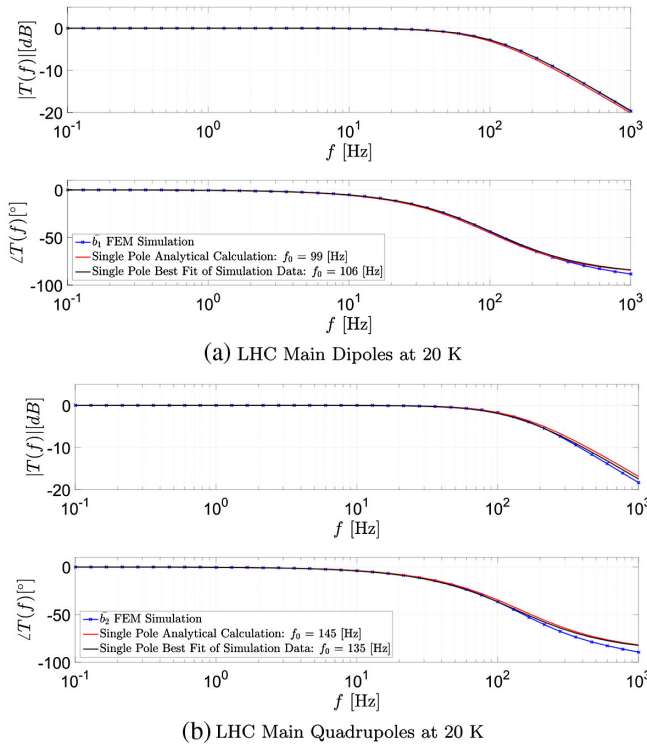 |T(f)|[dB]
0
-10
-20
10^-1 10^0 10^1 10^2 10^3
f [Hz]
∠T(f)[°]
0
-50
-100
b̄1 FEM Simulation
Single Pole Analytical Calculation: f0 = 99 [Hz]
Single Pole Best Fit of Simulation Data: f0 = 106 [Hz]
10^-1 10^0 10^1 10^2 10^3
f [Hz]
(a) LHC Main Dipoles at 20 K
|T(f)|[dB]
0
-10
-20
10^-1 10^0 10^1 10^2 10^3
f [Hz]
∠T(f)[°]
0
-50
-100
b̄2 FEM Simulation
Single Pole Analytical Calculation: f0 = 145 [Hz]
Single Pole Best Fit of Simulation Data: f0 = 135 [Hz]
10^-1 10^0 10^1 10^2 10^3
f [Hz]
(b) LHC Main Quadrupoles at 20 K